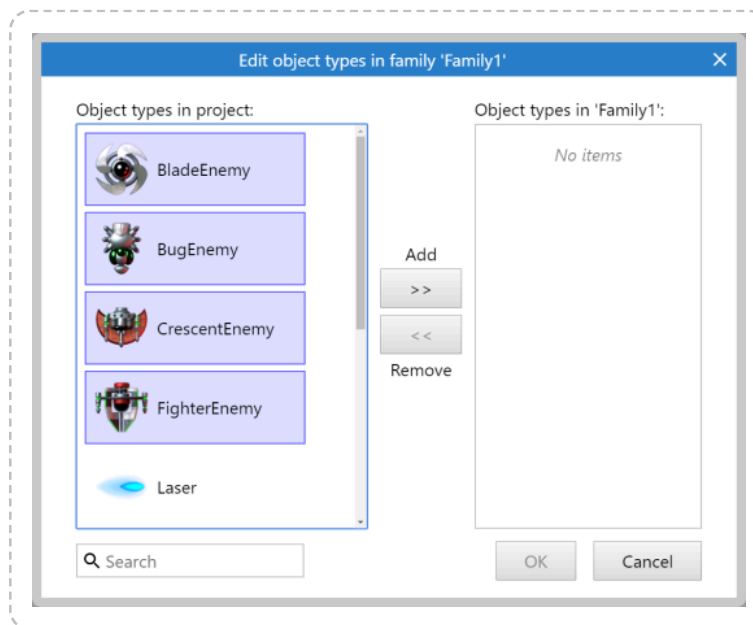 Edit object types in family 'Family1'
Object types in project:
Object types in 'Family1':
BladeEnemy
No items
BugEnemy
Add
>>
CrescentEnemy
<<
Remove
FighterEnemy
Laser
Search
OK
Cancel